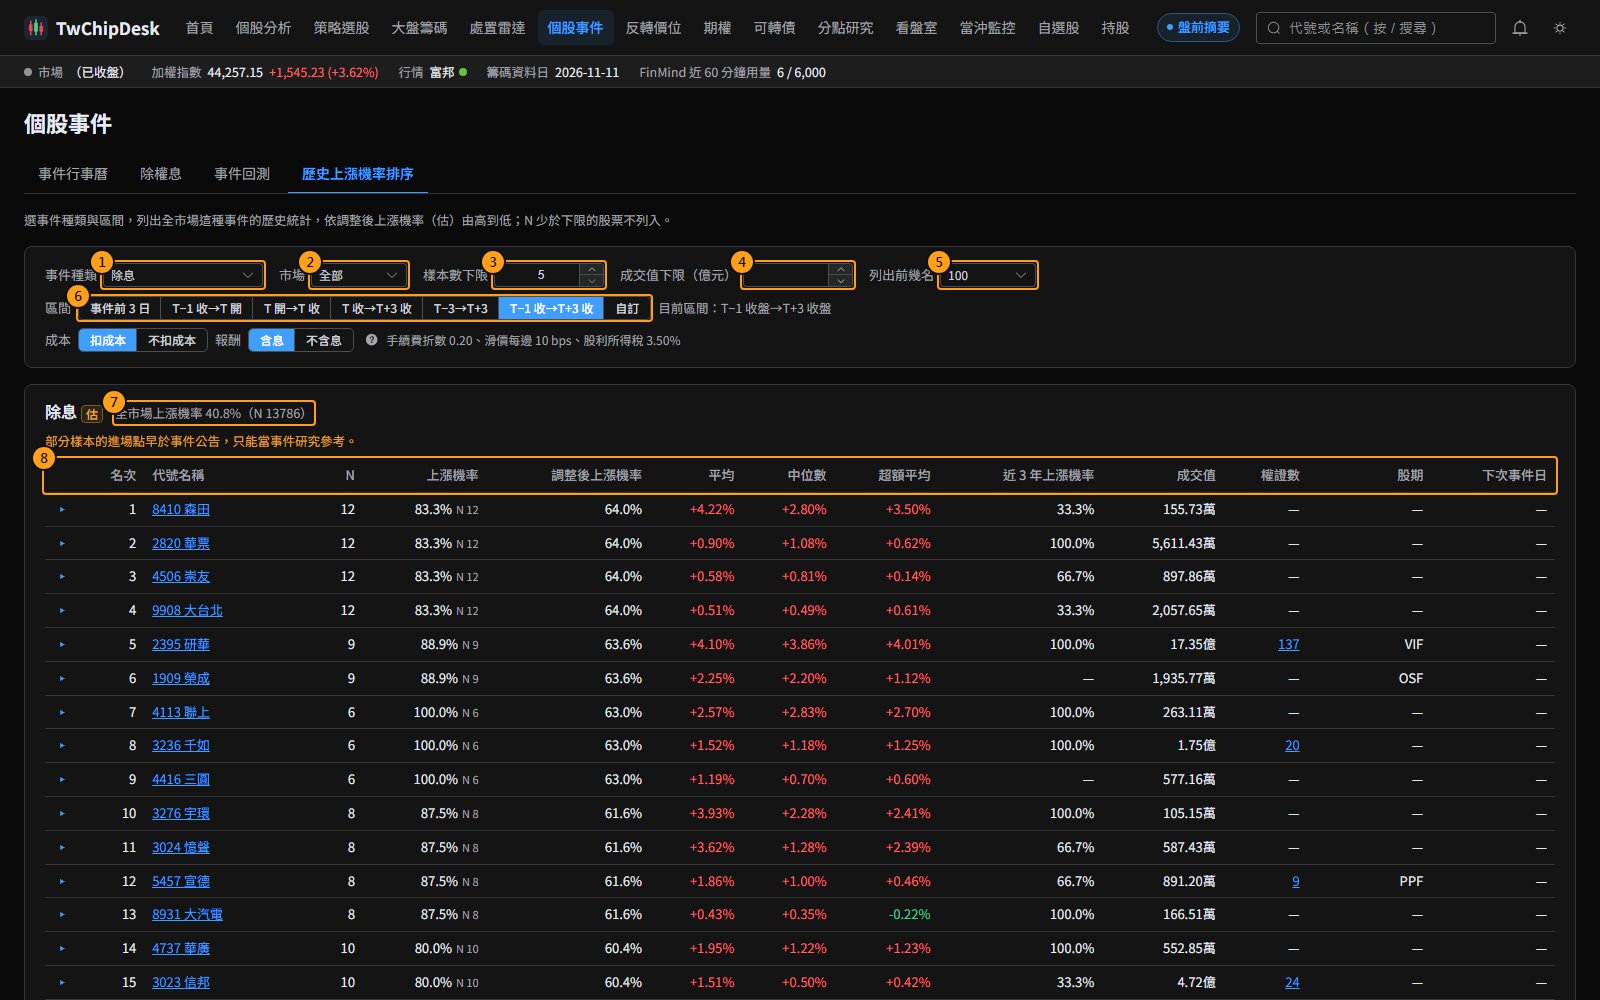 TwChipDesk 首頁 個股分析 策略選股 大盤籌碼 處置雷達 個股事件 反轉價位 期權 可轉債 分點研究 看盤室 當沖監控 自選股 持股 盤前摘要 代號或名稱（按 / 搜尋）
市場 （已收盤） 加權指數 44,257.15 +1,545.23 (+3.62%) 行情 富邦 籌碼資料日 2026-11-11 FinMind 近 60 分鐘用量 6 / 6,000
個股事件
事件行事曆 除權息 事件回測 歷史上漲機率排序
選事件種類與區間，列出全市場這種事件的歷史統計，依調整後上漲機率（估）由高到低；N 少於下限的股票不列入。
事件種類 1 除息 市場 2 全部 樣本數下限 3 5 成交值下限（億元） 4 列出前幾名 5 100
區間 6 事件前 3 日 T−1 收→T 開 T 開→T 收 T 收→T+3 收 T−3→T+3 T−1 收→T+3 收 自訂 目前區間：T−1 收盤→T+3 收盤
成本 扣成本 不扣成本 報酬 含息 不含息 ? 手續費折數 0.20、滑價每邊 10 bps、股利所得稅 3.50%
除息 估 7 全市場上漲機率 40.8%（N 13786）
部分樣本的進場點早於事件公告，只能當事件研究參考。
8 名次 代號名稱 N 上漲機率 調整後上漲機率 平均 中位數 超額平均 近 3 年上漲機率 成交值 權證數 股期 下次事件日
1 8410 森田 12 83.3% N 12 64.0% +4.22% +2.80% +3.50% 33.3% 155.73萬 — — —
2 2820 華票 12 83.3% N 12 64.0% +0.90% +1.08% +0.62% 100.0% 5,611.43萬 — — —
3 4506 崇友 12 83.3% N 12 64.0% +0.58% +0.81% +0.14% 66.7% 897.86萬 — — —
4 9908 大台北 12 83.3% N 12 64.0% +0.51% +0.49% +0.61% 33.3% 2,057.65萬 — — —
5 2395 研華 9 88.9% N 9 63.6% +4.10% +3.86% +4.01% 100.0% 17.35億 137 VIF —
6 1909 榮成 9 88.9% N 9 63.6% +2.25% +2.20% +1.12% — 1,935.77萬 — OSF —
7 4113 聯上 6 100.0% N 6 63.0% +2.57% +2.83% +2.70% 100.0% 263.11萬 — — —
8 3236 千如 6 100.0% N 6 63.0% +1.52% +1.18% +1.25% 100.0% 1.75億 20 — —
9 4416 三圓 6 100.0% N 6 63.0% +1.19% +0.70% +0.60% — 577.16萬 — — —
10 3276 宇環 8 87.5% N 8 61.6% +3.93% +2.28% +2.41% 100.0% 105.15萬 — — —
11 3024 憶聲 8 87.5% N 8 61.6% +3.62% +1.28% +2.39% 66.7% 587.43萬 — — —
12 5457 宣德 8 87.5% N 8 61.6% +1.86% +1.00% +0.46% 66.7% 891.20萬 9 PPF —
13 8931 大汽電 8 87.5% N 8 61.6% +0.43% +0.35% -0.22% 100.0% 166.51萬 — — —
14 4737 華廣 10 80.0% N 10 60.4% +1.95% +1.22% +1.23% 100.0% 552.85萬 — — —
15 3023 信邦 10 80.0% N 10 60.4% +1.51% +0.50% +0.42% 33.3% 4.72億 24 — —